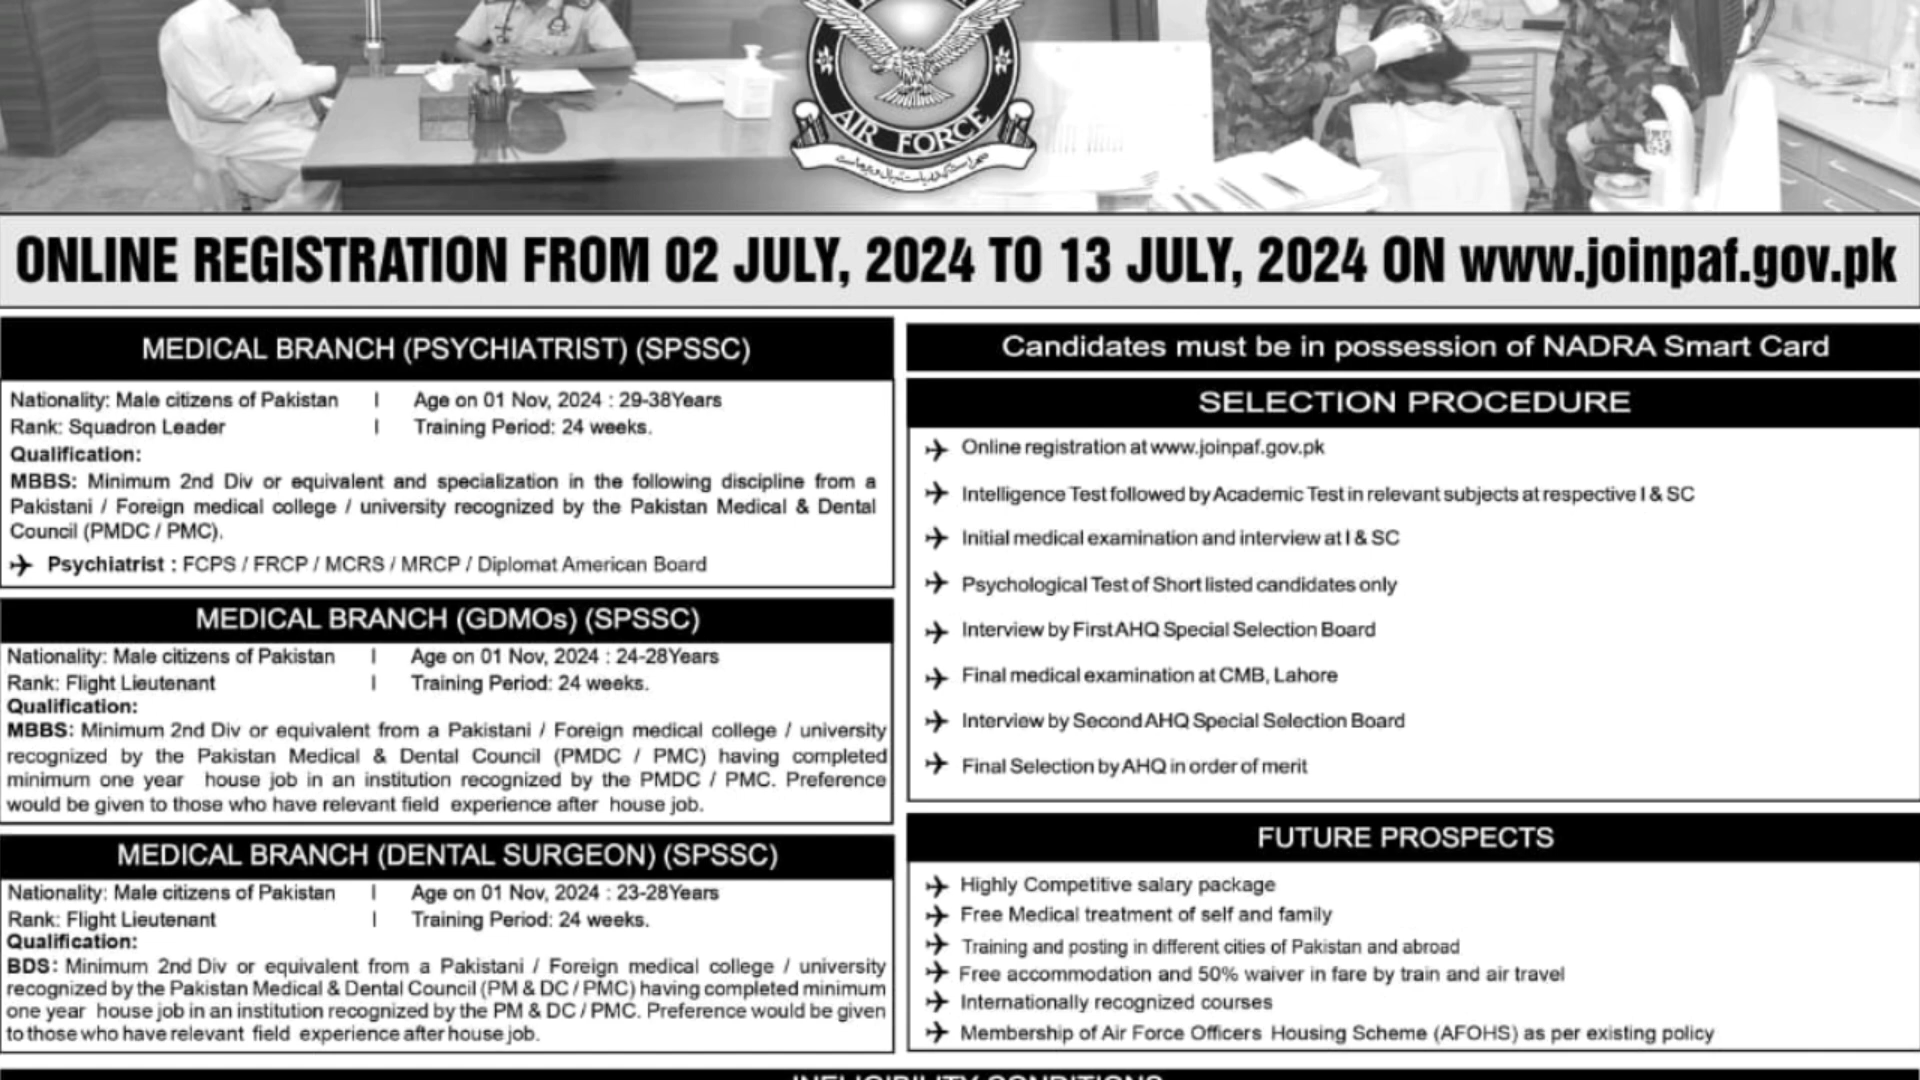 AIR FORCE
ONLINE REGISTRATION FROM 02 JULY, 2024 TO 13 JULY, 2024 ON www.joinpaf.gov.pk
MEDICAL BRANCH (PSYCHIATRIST) (SPSSC)
Nationality: Male citizens of Pakistan | Age on 01 Nov, 2024 : 29-38Years
Rank: Squadron Leader | Training Period: 24 weeks.
Qualification:
MBBS: Minimum 2nd Div or equivalent and specialization in the following discipline from a
Pakistani / Foreign medical college / university recognized by the Pakistan Medical & Dental
Council (PMDC / PMC).
Psychiatrist : FCPS / FRCP / MCRS / MRCP / Diplomat American Board
MEDICAL BRANCH (GDMOs) (SPSSC)
Nationality: Male citizens of Pakistan | Age on 01 Nov, 2024 : 24-28Years
Rank: Flight Lieutenant | Training Period: 24 weeks.
Qualification:
MBBS: Minimum 2nd Div or equivalent from a Pakistani / Foreign medical college / university
recognized by the Pakistan Medical & Dental Council (PMDC / PMC) having completed
minimum one year house job in an institution recognized by the PMDC / PMC. Preference
would be given to those who have relevant field experience after house job.
MEDICAL BRANCH (DENTAL SURGEON) (SPSSC)
Nationality: Male citizens of Pakistan | Age on 01 Nov, 2024 : 23-28Years
Rank: Flight Lieutenant | Training Period: 24 weeks.
Qualification:
BDS: Minimum 2nd Div or equivalent from a Pakistani / Foreign medical college / university
recognized by the Pakistan Medical & Dental Council (PM & DC / PMC) having completed minimum
one year house job in an institution recognized by the PM & DC / PMC. Preference would be given
to those who have relevant field experience after house job.
Candidates must be in possession of NADRA Smart Card
SELECTION PROCEDURE
Online registration at www.joinpaf.gov.pk
Intelligence Test followed by Academic Test in relevant subjects at respective I & SC
Initial medical examination and interview at I & SC
Psychological Test of Short listed candidates only
Interview by First AHQ Special Selection Board
Final medical examination at CMB, Lahore
Interview by Second AHQ Special Selection Board
Final Selection by AHQ in order of merit
FUTURE PROSPECTS
Highly Competitive salary package
Free Medical treatment of self and family
Training and posting in different cities of Pakistan and abroad
Free accommodation and 50% waiver in fare by train and air travel
Internationally recognized courses
Membership of Air Force Officers Housing Scheme (AFOHS) as per existing policy
INELIGIBILITY CONDITIONS